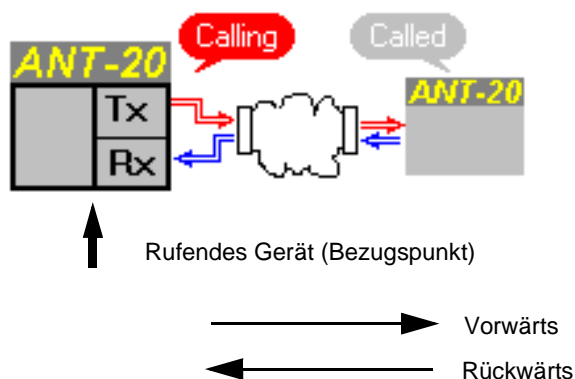 Calling
Called
ANT-20
ANT-20
Tx
Rx
Rufendes Gerät (Bezugspunkt)
Vorwärts
Rückwärts